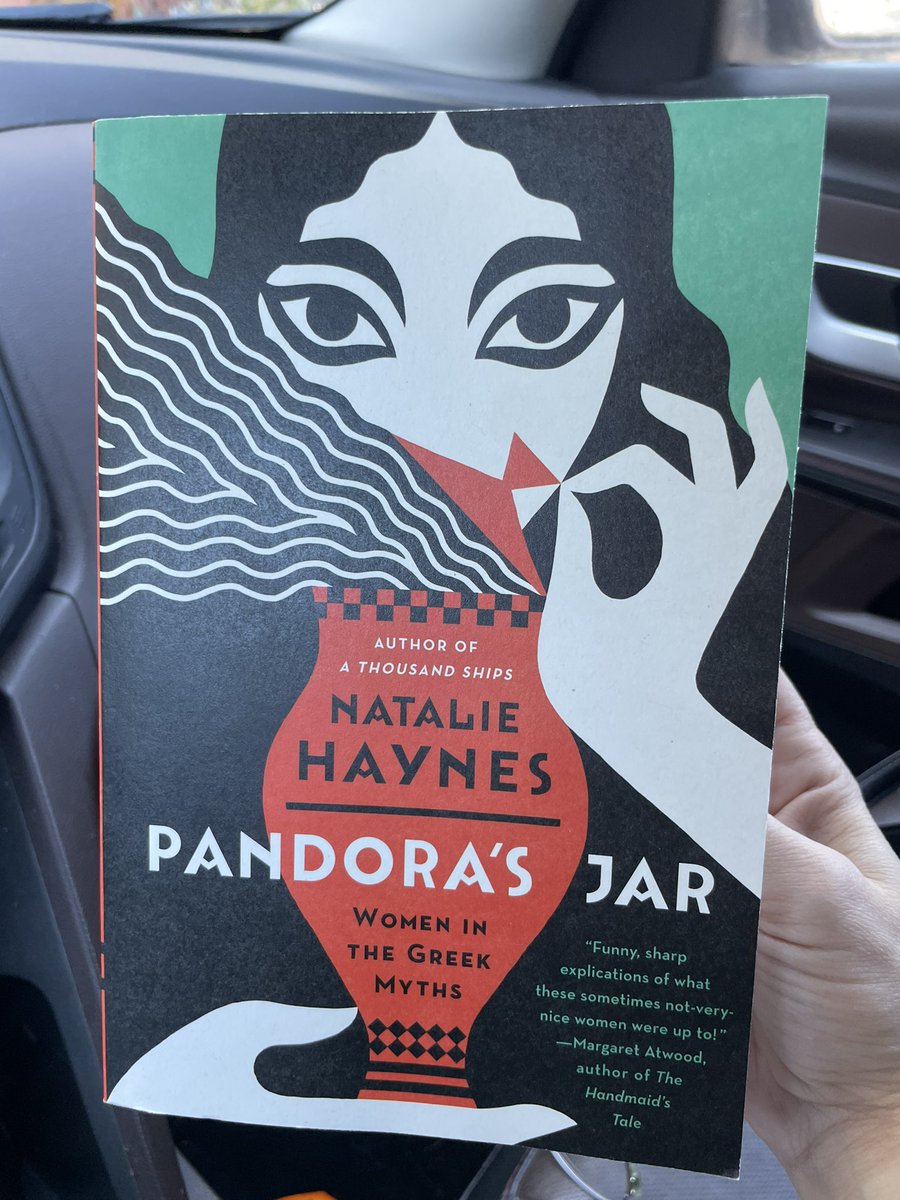 AUTHOR OF
A THOUSAND SHIPS
NATALIE
HAYNES
PANDORA'S JAR
WOMEN IN
THE GREEK
MYTHS
“Funny, sharp
explications of what
these sometimes not-very-
nice women were up to!”
—Margaret Atwood,
author of The
Handmaid's
Tale